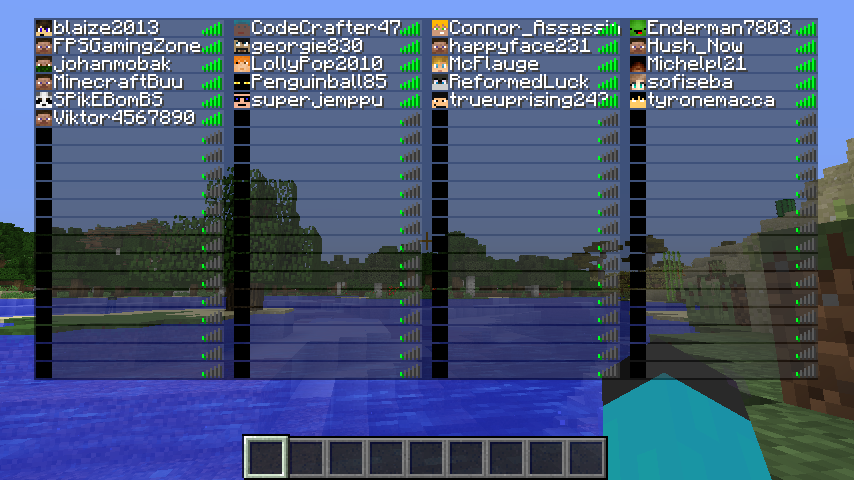 blaize2013 CodeCrafter47 Connor_Assassin Enderman7803
FPSGamingZone georgie830 happyface231 Hush_Now
johanmobak LollyPop2010 McFlauge Michelpl21
MinecraftBuu Penguinball85 ReformedLuck sofiseba
SPikEBomBS superjemppu trueuprising247 tyronemacca
Viktor4567890